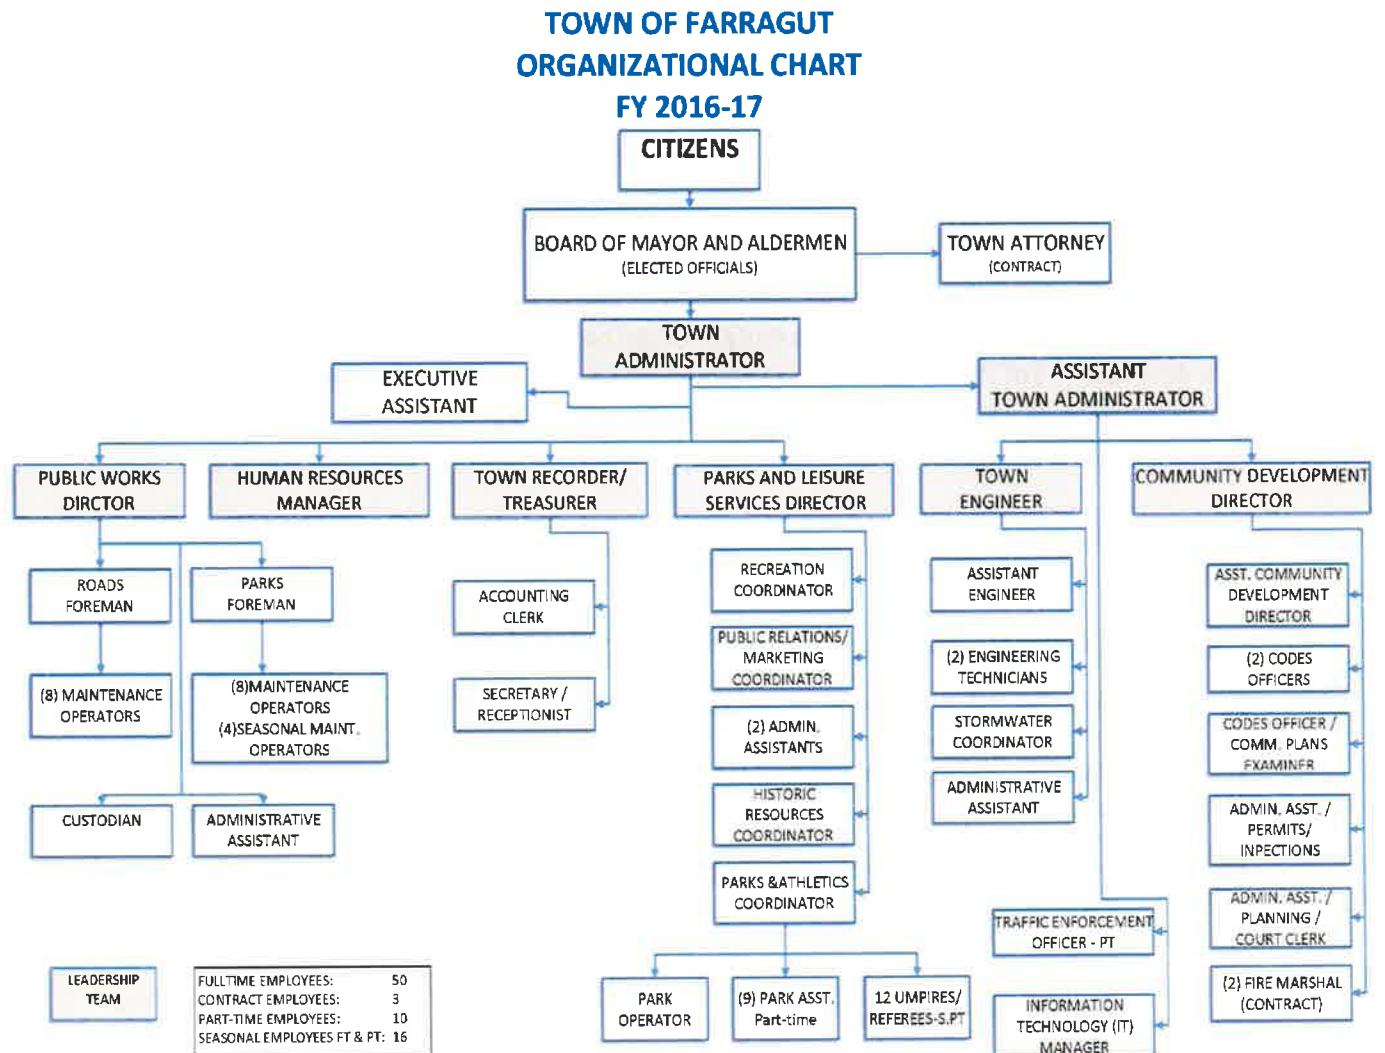 TOWN OF FARRAGUT
ORGANIZATIONAL CHART
FY 2016-17
CITIZENS
BOARD OF MAYOR AND ALDERMEN
(ELECTED OFFICIALS)
TOWN ATTORNEY
(CONTRACT)
TOWN
ADMINISTRATOR
EXECUTIVE
ASSISTANT
ASSISTANT
TOWN ADMINISTRATOR
PUBLIC WORKS
DIRCTOR
HUMAN RESOURCES
MANAGER
TOWN RECORDER/
TREASURER
PARKS AND LEISURE
SERVICES DIRECTOR
TOWN
ENGINEER
COMMUNITY DEVELOPMENT
DIRECTOR
ROADS
FOREMAN
PARKS
FOREMAN
(8) MAINTENANCE
OPERATORS
(8)MAINTENANCE
OPERATORS
(4)SEASONAL MAINT.
OPERATORS
CUSTODIAN
ADMINISTRATIVE
ASSISTANT
ACCOUNTING
CLERK
SECRETARY /
RECEPTIONIST
RECREATION
COORDINATOR
PUBLIC RELATIONS/
MARKETING
COORDINATOR
(2) ADMIN.
ASSISTANTS
HISTORIC
RESOURCES
COORDINATOR
PARKS &ATHLETICS
COORDINATOR
PARK
OPERATOR
(9) PARK ASST.
Part-time
12 UMPIRES/
REFEREES-S.PT
ASSISTANT
ENGINEER
(2) ENGINEERING
TECHNICIANS
STORMWATER
COORDINATOR
ADMINISTRATIVE
ASSISTANT
TRAFFIC ENFORCEMENT
OFFICER - PT
INFORMATION
TECHNOLOGY (IT)
MANAGER
ASST. COMMUNITY
DEVELOPMENT
DIRECTOR
(2) CODES
OFFICERS
CODES OFFICER /
COMM. PLANS
EXAMINER
ADMIN. ASST. /
PERMITS/
INPECTIONS
ADMIN. ASST. /
PLANNING /
COURT CLERK
(2) FIRE MARSHAL
(CONTRACT)
LEADERSHIP
TEAM
FULLTIME EMPLOYEES: 50
CONTRACT EMPLOYEES: 3
PART-TIME EMPLOYEES: 10
SEASONAL EMPLOYEES FT & PT: 16